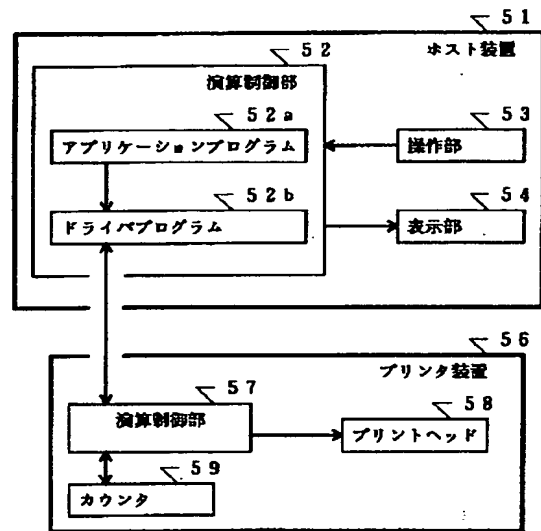 51
ホスト装置
52
演算制御部
52a
アプリケーションプログラム
53
操作部
52b
ドライバプログラム
54
表示部
56
プリンタ装置
57
演算制御部
58
プリントヘッド
59
カウンタ